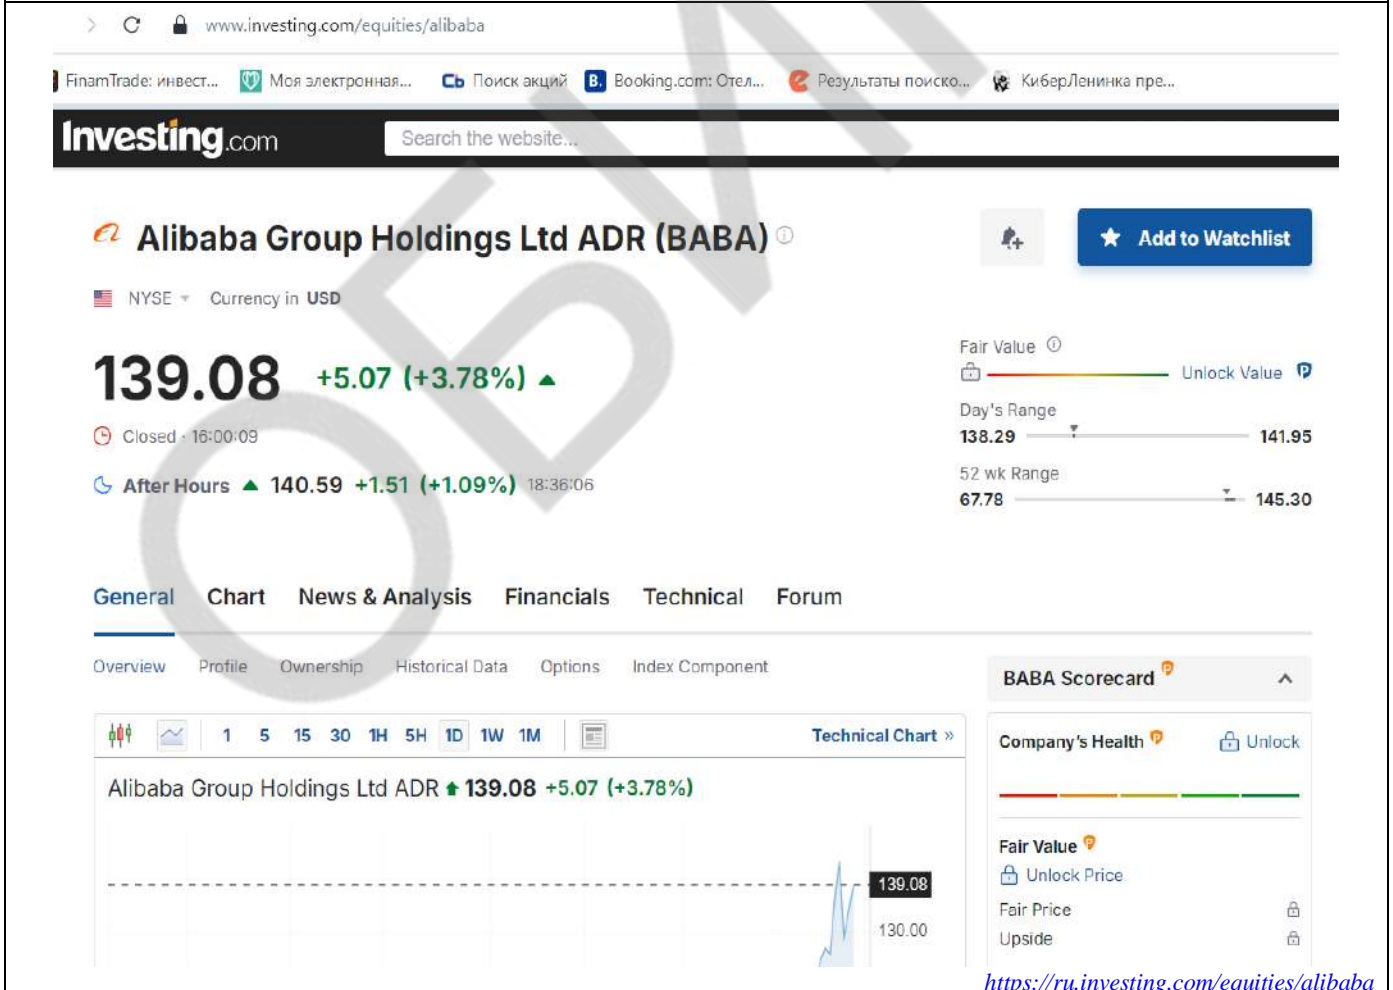 www.investing.com/equities/alibaba
FinamTrade: инвест... Моя электронная... Сb Поиск акций B. Booking.com: Отел... Результаты поиско... КиберЛенинка пре...
Investing.com Search the website...
Alibaba Group Holdings Ltd ADR (BABA)
Add to Watchlist
NYSE Currency in USD
139.08 +5.07 (+3.78%)
Closed · 16:00:09
After Hours 140.59 +1.51 (+1.09%) 18:36:06
Fair Value
Unlock Value
Day's Range
138.29 141.95
52 wk Range
67.78 145.30
General Chart News & Analysis Financials Technical Forum
Overview Profile Ownership Historical Data Options Index Component
1 5 15 30 1H 5H 1D 1W 1M Technical Chart »
Alibaba Group Holdings Ltd ADR 139.08 +5.07 (+3.78%)
139.08
130.00
BABA Scorecard
Company's Health Unlock
Fair Value
Unlock Price
Fair Price
Upside
https://ru.investing.com/equities/alibaba